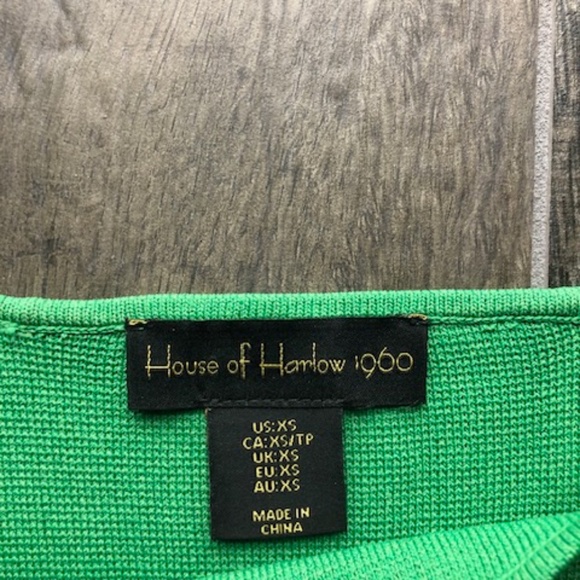 House of Harlow 1960
US:XS
CA:XS/TP
UK:XS
EU:XS
AU:XS
MADE IN
CHINA